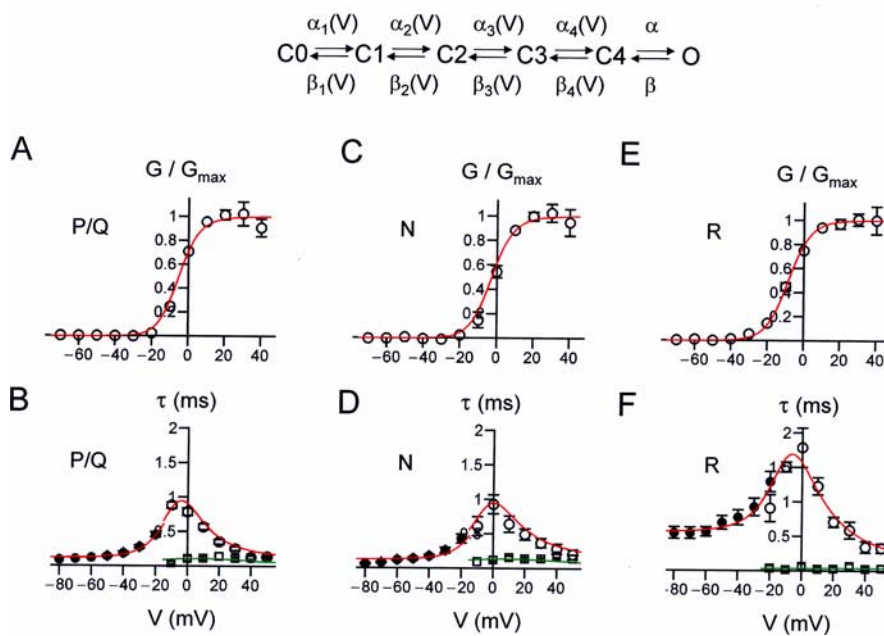 α₁(V) α₂(V) α₃(V) α₄(V) α
C0 C1 C2 C3 C4 O
β₁(V) β₂(V) β₃(V) β₄(V) β
A
G / Gmax
P/Q
1
0.8
0.6
0.4
0.2
−60 −40 −20 0 20 40
C
G / Gmax
N
1
0.8
0.6
0.4
0.2
−60 −40 −20 0 20 40
E
G / Gmax
R
1
0.8
0.6
0.4
0.2
−60 −40 −20 0 20 40
B
τ (ms)
P/Q
2
1.5
1
0.5
−80 −60 −40 −20 0 20 40
V (mV)
D
τ (ms)
N
2
1.5
1
−80 −60 −40 −20 0 20 40
V (mV)
F
τ (ms)
R
2
1.5
1
0.5
-80 −60 −40 −20 0 20 40
V (mV)